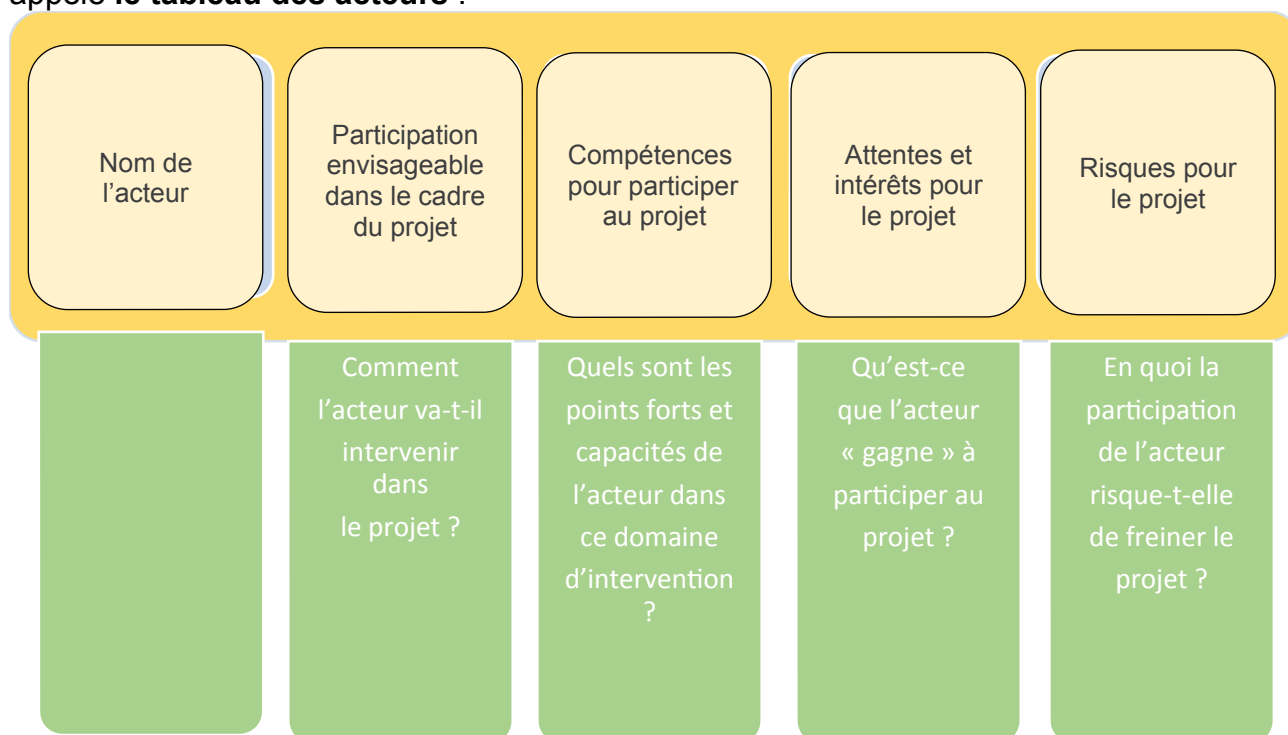 appelé le tableau des acteurs :
Nom de
l’acteur
Participation
envisageable
dans le cadre
du projet
Compétences
pour participer
au projet
Attentes et
intérêts pour
le projet
Risques pour
le projet
Comment
l’acteur va-t-il
intervenir
dans
le projet ?
Quels sont les
points forts et
capacités de
l’acteur dans
ce domaine
d’intervention
?
Qu’est-ce
que l’acteur
« gagne » à
participer au
projet ?
En quoi la
participation
de l’acteur
risque-t-elle
de freiner le
projet ?